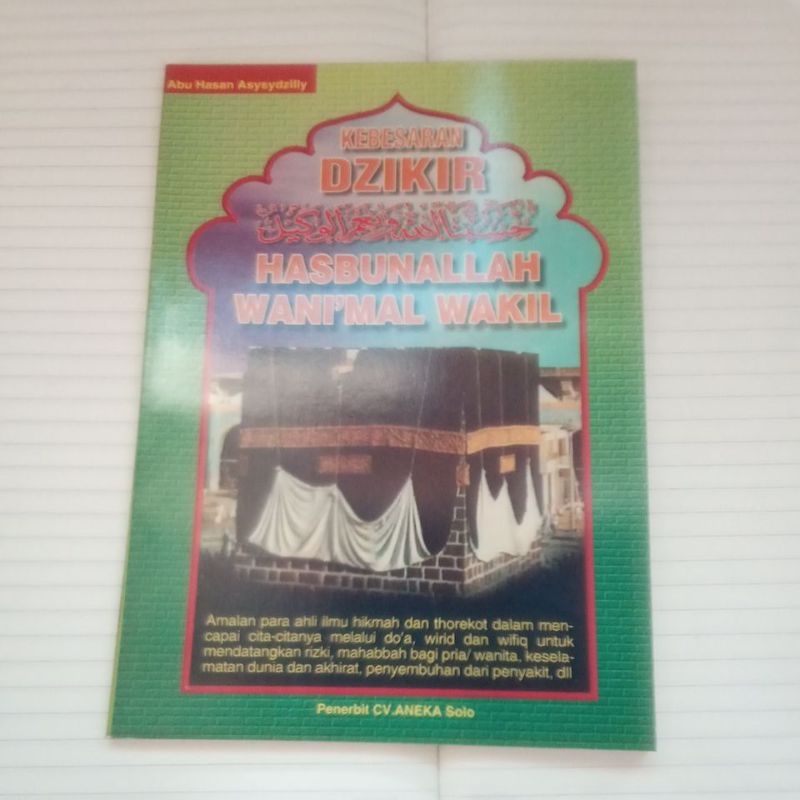 Abu Hasan Asysydzilly
KEBESARAN
DZIKIR
حسبنا الله ونعم الوكيل
HASBUNALLAH
WANI'MAL WAKIL
Amalan para ahli ilmu hikmah dan thorekot dalam men-
capai cita-citanya melalui do'a, wirid dan wifiq untuk
mendatangkan rizki, mahabbah bagi pria/ wanita, kesela-
matan dunia dan akhirat, penyembuhan dari penyakit, dll
Penerbit CV.ANEKA Solo